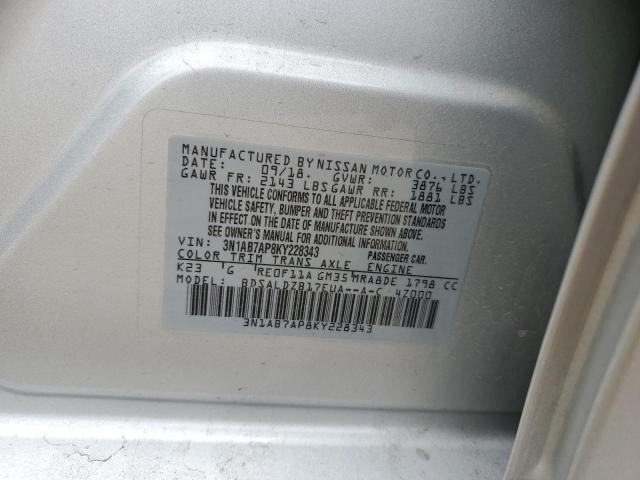 MANUFACTURED BY NISSAN MOTOR CO., LTD.
DATE: 09/18. GVWR: 3876 LBS
GAWR FR: 2143 LBS GAWR RR: 1881 LBS
THIS VEHICLE CONFORMS TO ALL APPLICABLE FEDERAL MOTOR
VEHICLE SAFETY, BUMPER AND THEFT PREVENTION STANDARDS
IN EFFECT ON THE DATE OF MANUFACTURE SHOWN ABOVE.
SEE OWNER'S MANUAL FOR ADDITIONAL INFORMATION.
VIN: 3N1AB7AP8KY228343 PASSENGER CAR.
COLOR TRIM TRANS AXLE ENGINE
K23 G RE0F11A GM35 MRA8DE 1798 CC
MODEL: BDSALDZB17EUA--A-C 4Z000
3N1AB7AP8KY228343